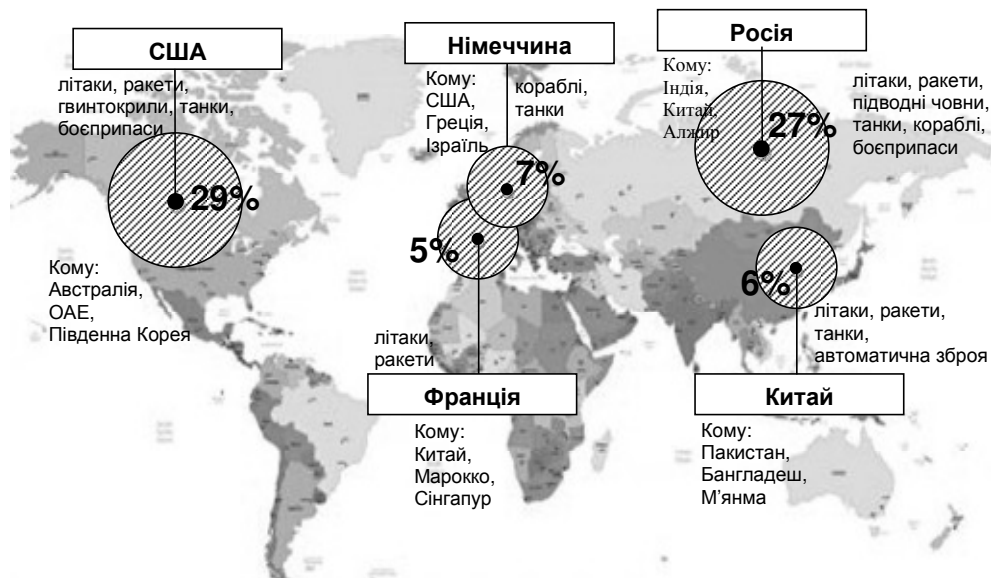 США
літаки, ракети,
гвинтокрили, танки,
боєприпаси
29%
Кому:
Австралія,
ОАЕ,
Південна Корея
Німеччина
Кому:
США,
Греція,
Ізраїль
кораблі,
танки
7%
Росія
Кому:
Індія,
Китай,
Алжир
27%
літаки, ракети,
підводні човни,
танки, кораблі,
боєприпаси
5%
літаки,
ракети
Франція
Кому:
Китай,
Марокко,
Сінгапур
6%
літаки, ракети,
танки,
автоматична зброя
Китай
Кому:
Пакистан,
Бангладеш,
М’янма